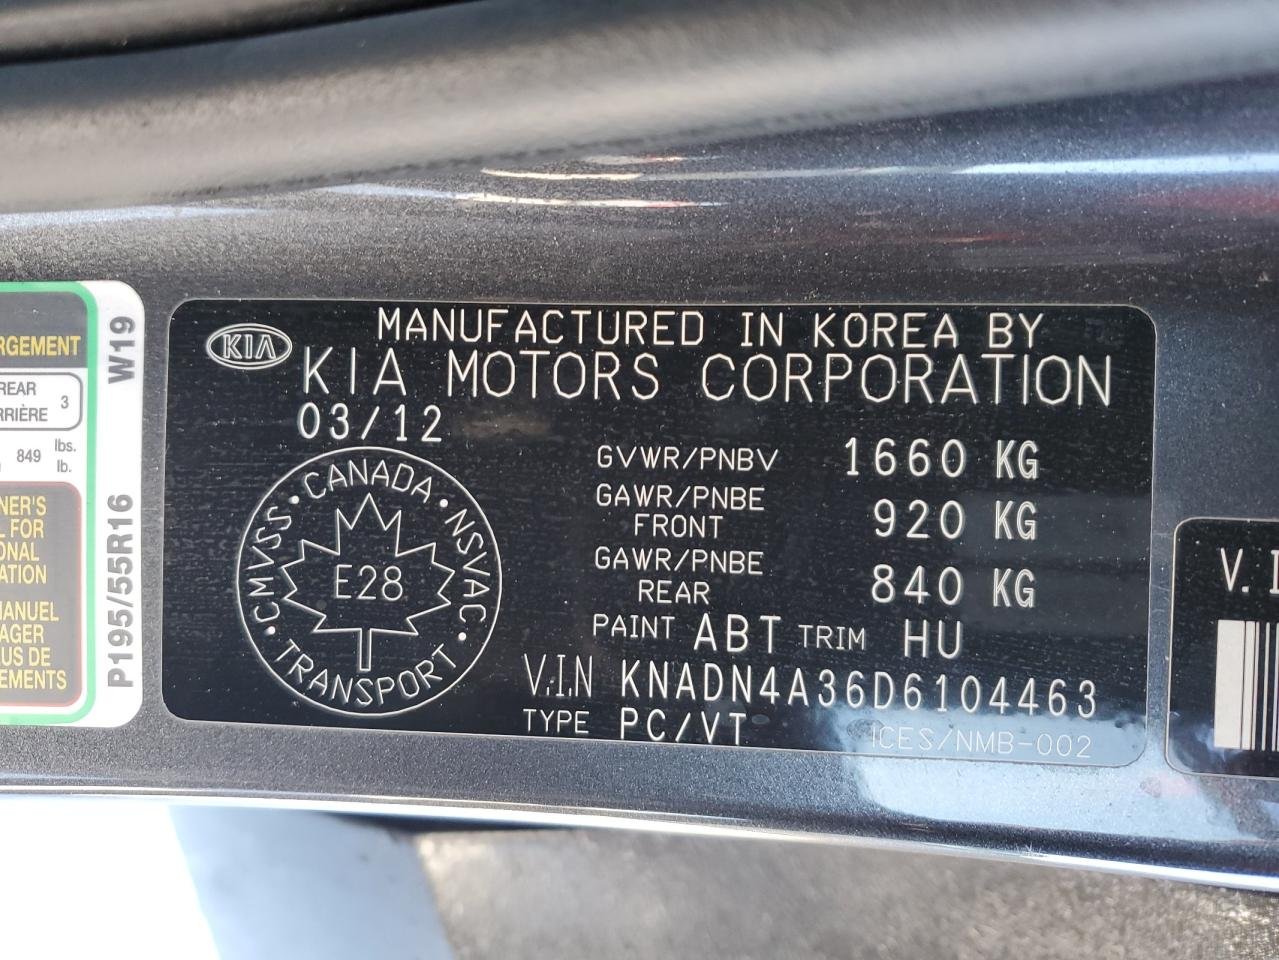 RGEMENT
REAR
RRIÈRE 3
849 lbs.
lb.
NER'S
L FOR
ONAL
ATION
MANUEL
AGER
US DE
EMENTS
P195/55R16 W19
KIA
MANUFACTURED IN KOREA BY
KIA MOTORS CORPORATION
03/12
GVWR/PNBV 1660 KG
GAWR/PNBE
FRONT 920 KG
GAWR/PNBE
REAR 840 KG
PAINT ABT TRIM HU
V.I.N KNADN4A36D6104463
TYPE PC/VT
ICES/NMB-002
CANADA · NSVAC · TRANSPORT · CMVSS ·
E28
V.I